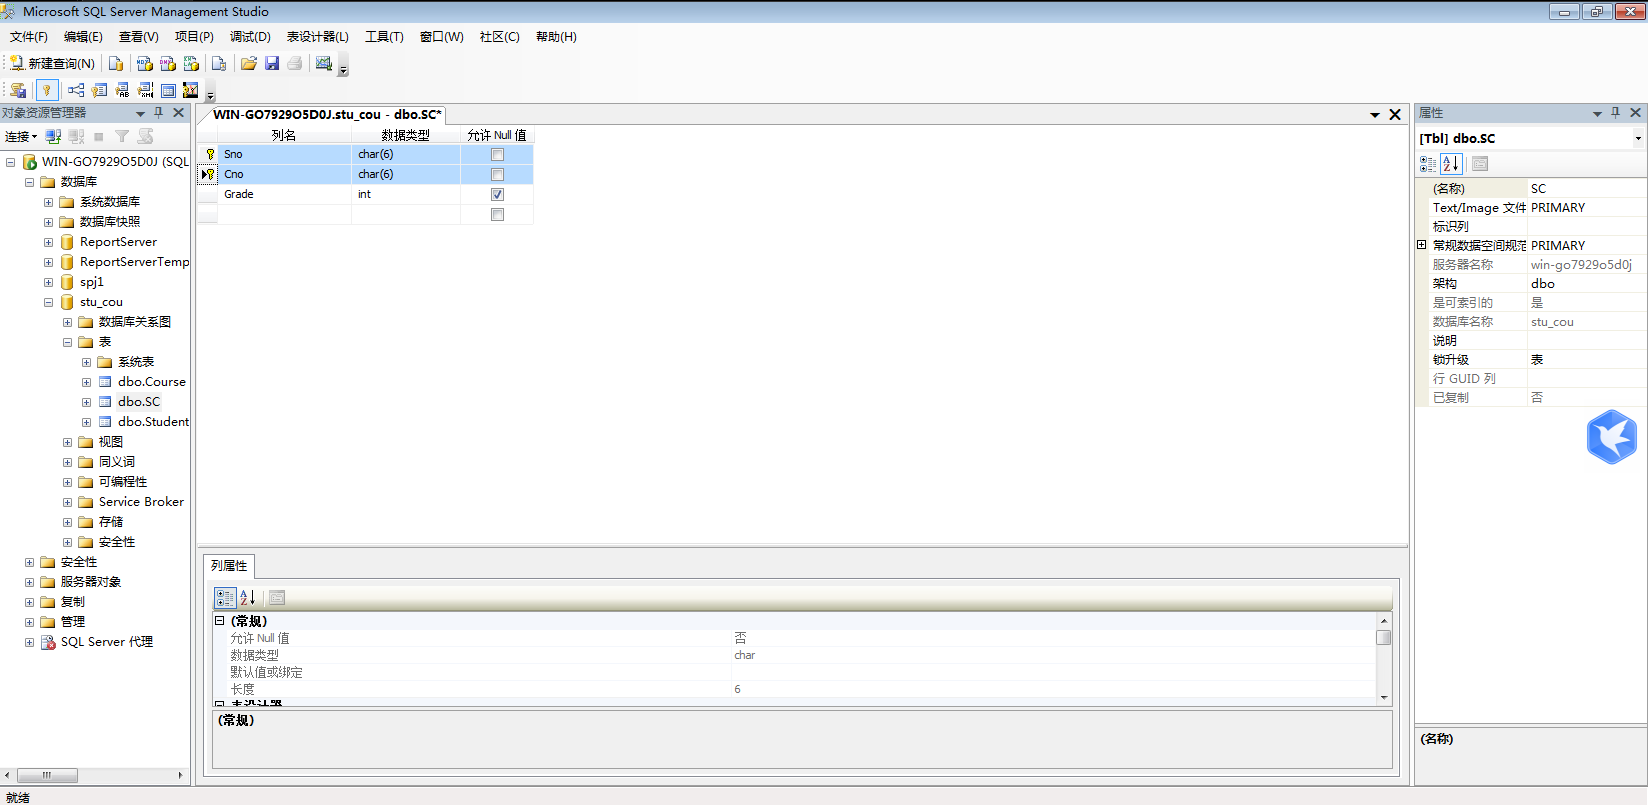 Microsoft SQL Server Management Studio
文件(F) 编辑(E) 查看(V) 项目(P) 调试(D) 表设计器(L) 工具(T) 窗口(W) 社区(C) 帮助(H)
新建查询(N)
对象资源管理器
连接
WIN-GO7929O5D0J (SQL
数据库
系统数据库
数据库快照
ReportServer
ReportServerTemp
spj1
stu_cou
数据库关系图
表
系统表
dbo.Course
dbo.SC
dbo.Student
视图
同义词
可编程性
Service Broker
存储
安全性
安全性
服务器对象
复制
管理
SQL Server 代理
WIN-GO7929O5D0J.stu_cou - dbo.SC*
列名 数据类型 允许 Null 值
Sno char(6)
Cno char(6)
Grade int
列属性
(常规)
允许 Null 值 否
数据类型 char
默认值或绑定
长度 6
表设计器
(常规)
属性
[Tbl] dbo.SC
(名称) SC
Text/Image 文件 PRIMARY
标识列
常规数据空间规范 PRIMARY
服务器名称 win-go7929o5d0j
架构 dbo
是可索引的 是
数据库名称 stu_cou
说明
锁升级 表
行 GUID 列
已复制 否
(名称)
就绪